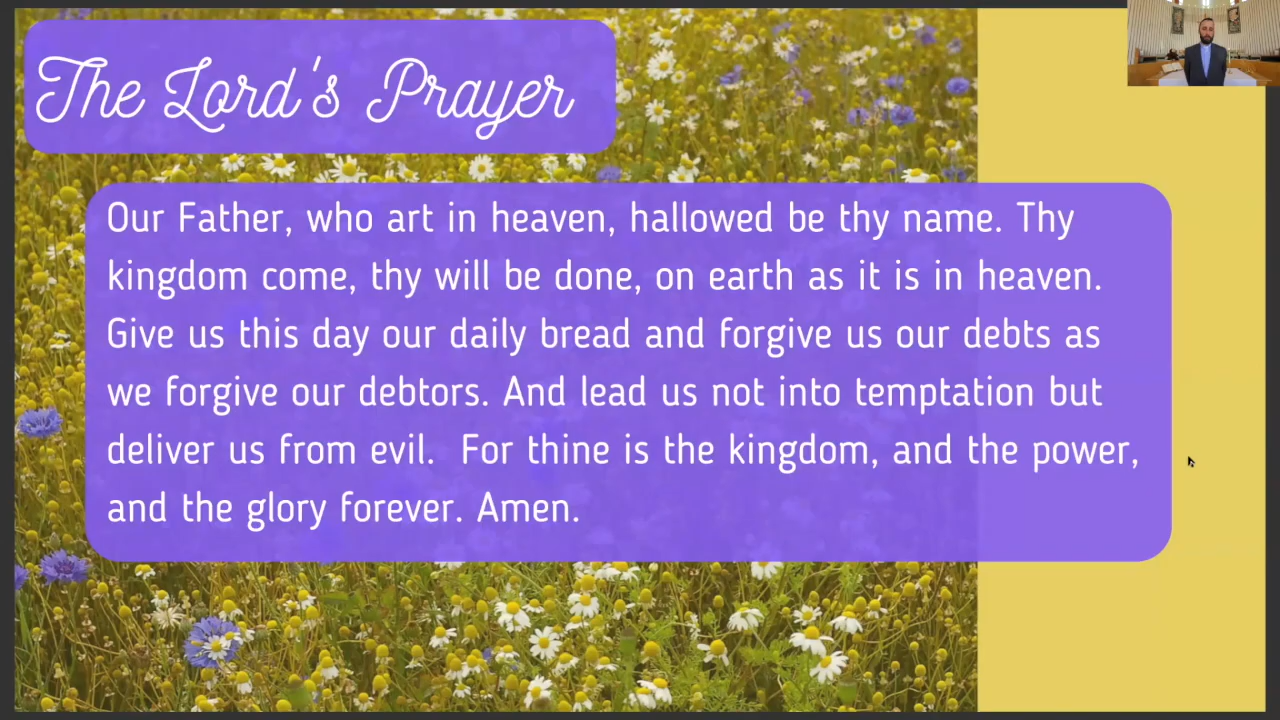 The Lord's Prayer
Our Father, who art in heaven, hallowed be thy name. Thy
kingdom come, thy will be done, on earth as it is in heaven.
Give us this day our daily bread and forgive us our debts as
we forgive our debtors. And lead us not into temptation but
deliver us from evil.  For thine is the kingdom, and the power,
and the glory forever. Amen.